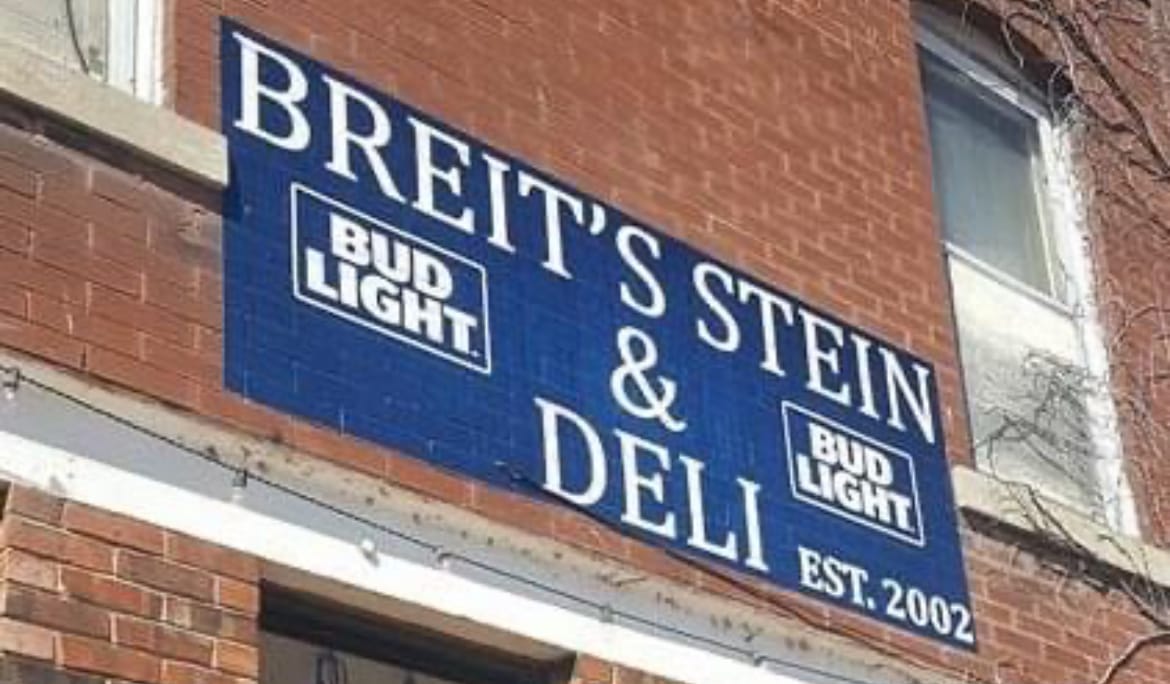 BREIT'S STEIN
&
DELI
BUD
LIGHT
BUD
LIGHT
EST. 2002